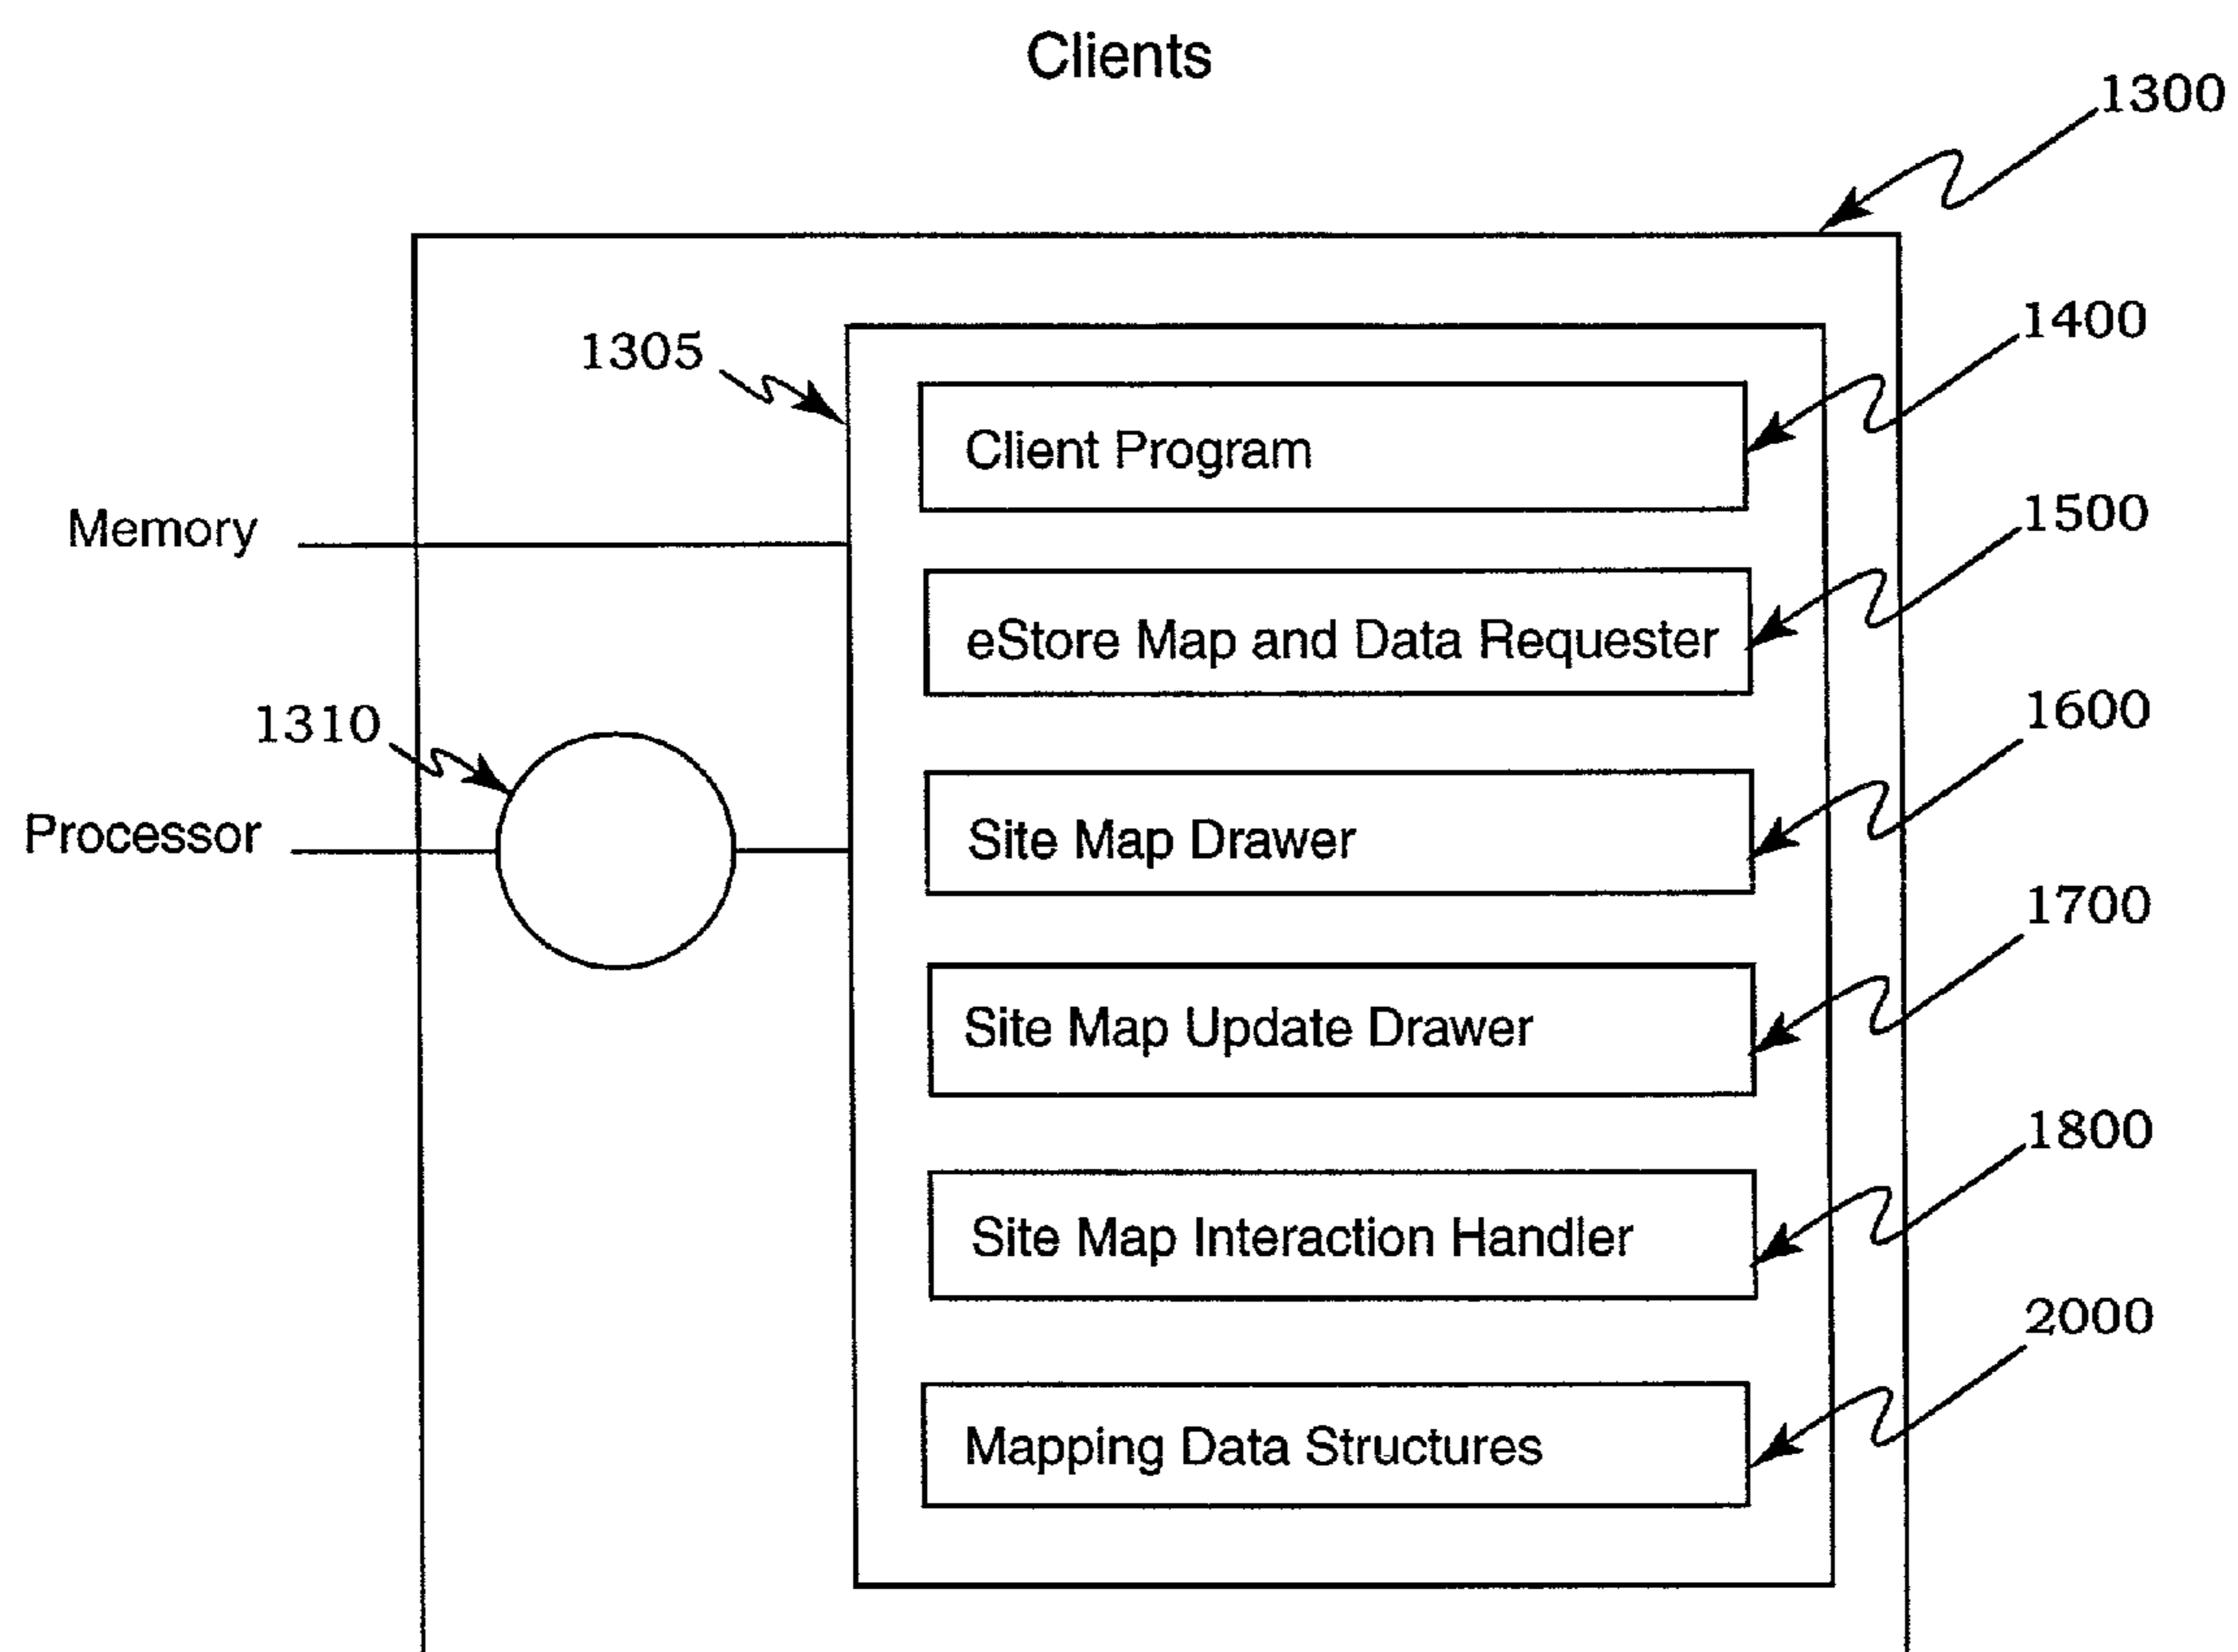 Clients
1300
1305
1400
Client Program
Memory
1500
eStore Map and Data Requester
1310
1600
Processor
Site Map Drawer
1700
Site Map Update Drawer
1800
Site Map Interaction Handler
2000
Mapping Data Structures